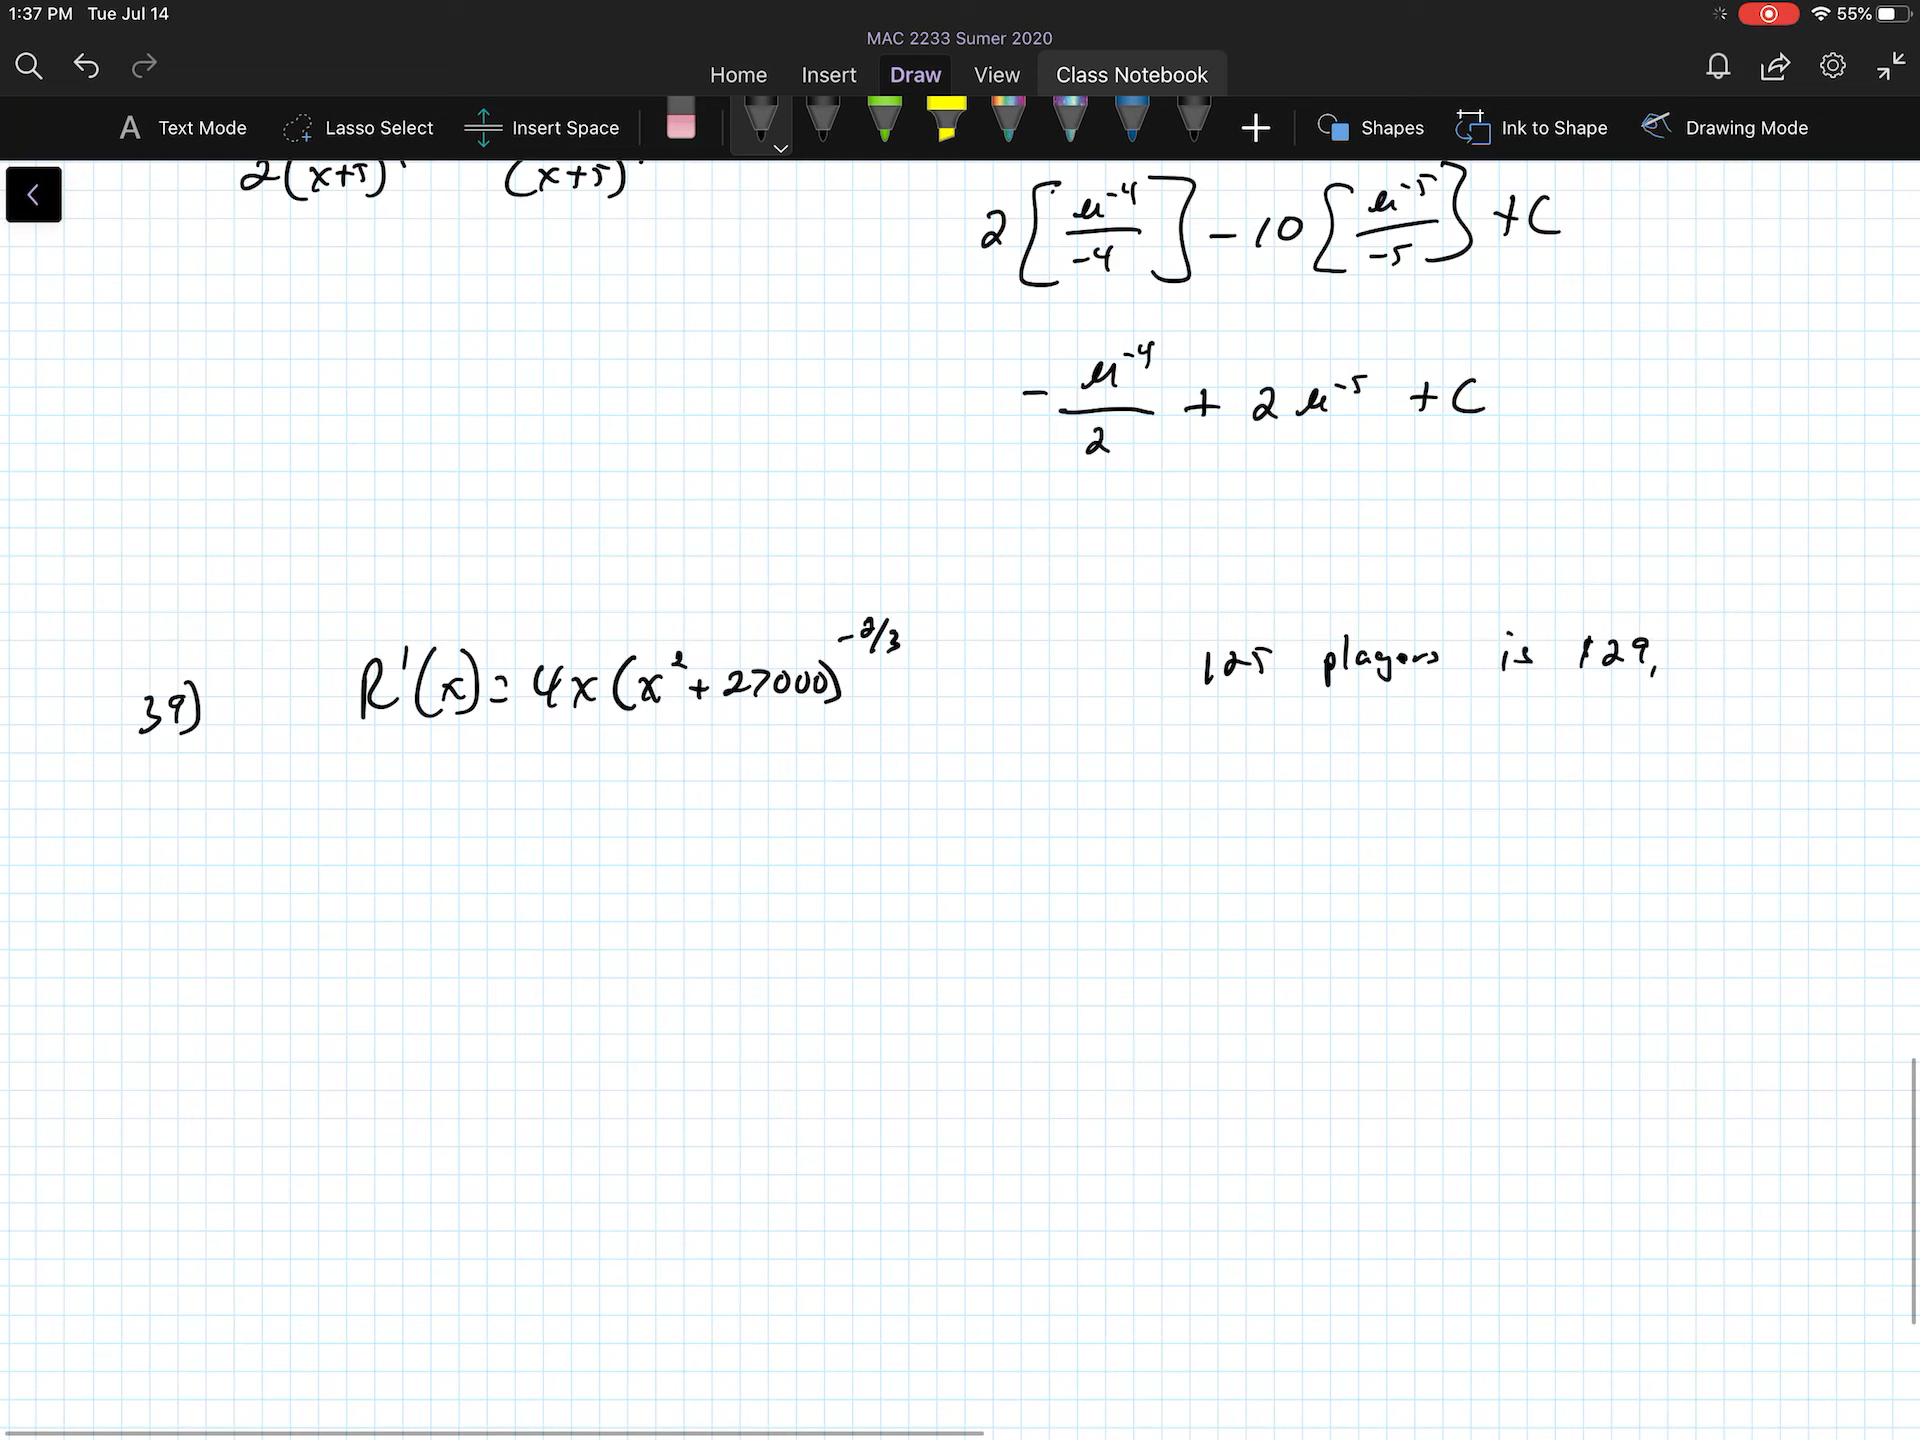 1:37 PM Tue Jul 14 55%
MAC 2233 Sumer 2020
Home Insert Draw View Class Notebook
A Text Mode Lasso Select Insert Space Shapes Ink to Shape Drawing Mode
2(x+5) (x+5)
2[u^-4/-4] - 10[u^-5/-5] + C
- u^-4/2 + 2u^-5 + C
39) R'(x) = 4x(x^2 + 27000)^-2/3 125 players is $29,